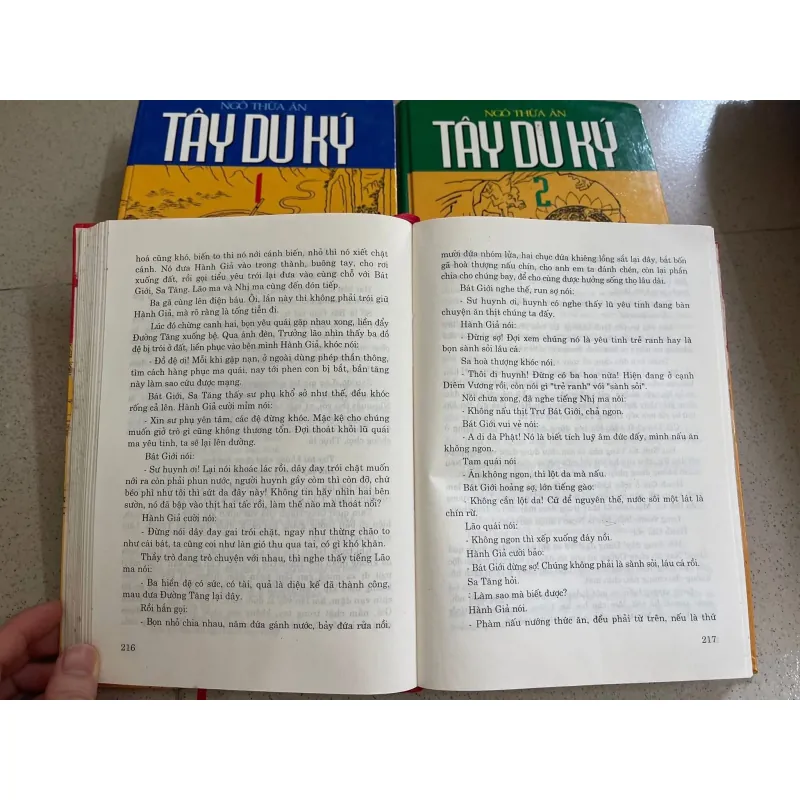 NGÔ THỪA ÂN
TÂY DU KÝ
1
NGÔ THỪA ÂN
TÂY DU KÝ
2
hoá cũng khó, biến to thì nó nới cánh biến, nhỏ thì nó xiết chặt
cánh. Nó đưa Hành Giả vào trong thành, buông tay, cho rơi
xuống đất, rồi gọi tiểu yêu trói lại đưa vào cùng chỗ với Bát
Giới, Sa Tăng. Lão ma và Nhị ma cùng đến đón tiếp.
Ba gã cùng lên điện báu. Ôi, lần này thì không phải trói giữ
Hành Giả, mà rõ ràng là tống tiễn đi.
Lúc đó chừng canh hai, bọn yêu quái gặp nhau xong, liền đẩy
Đường Tăng xuống bệ. Qua ánh đèn, Trưởng lão nhìn thấy ba đồ
đệ bị trói ở đất, liền phục vào bên mình Hành Giả, khóc nói:
- Đồ đệ ơi! Mỗi khi gặp nạn, ở ngoài dùng phép thần thông,
tìm cách hàng phục ma quái, nay tới phen con bị bắt, bần tăng
này làm sao cứu được mạng.
Bát Giới, Sa Tăng thấy sư phụ khổ sở như thế, đều khóc
rống cả lên. Hành Giả cười mỉm nói:
- Xin sư phụ yên tâm, các đệ đừng khóc. Mặc kệ cho chúng
muốn giở trò gì cũng không thương tổn. Đợi thoát khỏi lũ quái
ma yêu tinh, ta sẽ lại lên đường.
Bát Giới nói:
- Sư huynh ơi! Lại nói khoác lác rồi, dây đay trói chặt muốn
nới ra còn phải phun nước, người huynh gầy còm thì còn đỡ, chứ
béo phì như tôi thì sứt da dây này! Không tin hãy nhìn hai bên
sườn, nó đã bập vào thịt hai tấc rồi, làm thế nào mà thoát nổi?
Hành Giả cười nói:
- Đừng nói dây đay gai trói chặt, ngay như thừng chão to
như cái bát, ta cũng coi như làn gió thu qua tai, có gì khó khăn.
Thầy trò đang trò chuyện với nhau, thì nghe thấy tiếng Lão
ma nói:
- Ba hiền đệ có sức, có tài, quả là diệu kế đã thành công,
mau đưa Đường Tăng lại đây.
Rồi hắn gọi:
- Bọn nhỏ chia nhau, năm đứa gánh nước, bảy đứa rửa nồi,
216
mười đứa nhóm lửa, hai chục đứa khiêng lồng sắt lại đây, bắt bốn
gã hoà thượng nấu chín, cho anh em ta đánh chén, còn lại phần
chia cho chúng bay, để cho cùng được hưởng sống thọ lâu dài.
Bát Giới nghe thế, run sợ nói:
- Sư huynh ơi, huynh có nghe thấy lũ yêu tinh đang bàn
chuyện ăn thịt chúng ta đấy.
Hành Giả nói:
- Đừng sợ! Đợi xem chúng nó là yêu tinh trẻ ranh hay là
bọn sành sỏi lâu cá.
Sa hoà thượng khóc nói.
- Thôi đi huynh! Đừng có ba hoa nữa! Hiện đang ở cạnh
Diêm Vương rồi, còn nói gì "trẻ ranh" với "sành sỏi".
Nói chưa xong, đã nghe tiếng Nhị ma nói:
- Không nấu thịt Trư Bát Giới, chả ngon.
Bát Giới vui vẻ nói:
- A di đà Phật! Nó là biết tích luỹ âm đức đấy, mình nấu ăn
không ngon.
Tam quái nói
- Ăn không ngon, thì lột da mà nấu.
Bát Giới hoảng sợ, lớn tiếng gào:
- Không cần lột da! Cứ để nguyên thế, nước sôi một lát là
chín rừ.
Lão quái nói:
- Không ngon thì xếp xuống đáy nồi.
Hành Giả cười bảo:
- Bát Giới đừng sợ! Chúng không phải là sành sỏi, láu cá rồi.
Sa Tăng hỏi.
- Làm sao mà biết được?
Hành Giả nói.
- Phàm nấu nướng thức ăn, đều phải từ trên, nếu là thứ
217